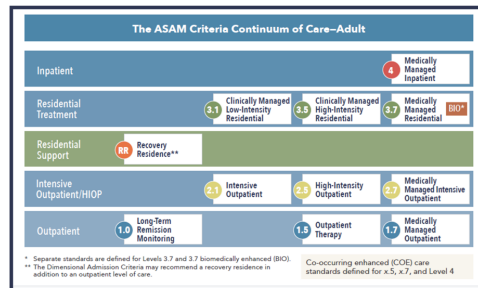 The ASAM Criteria Continuum of Care–Adult
Inpatient
4
Medically
Managed
Inpatient
Residential
Treatment
3.1
Clinically Managed
Low-Intensity
Residential
3.5
Clinically Managed
High-Intensity
Residential
3.7
Medically
Managed
Residential
BIO*
Residential
Support
RR
Recovery
Residence**
Intensive
Outpatient/HIOP
2.1
Intensive
Outpatient
2.5
High-Intensity
Outpatient
2.7
Medically
Managed Intensive
Outpatient
Outpatient
1.0
Long-Term
Remission
Monitoring
1.5
Outpatient
Therapy
1.7
Medically
Managed
Outpatient
* Separate standards are defined for Levels 3.7 and 3.7 biomedically enhanced (BIO).
** The Dimensional Admission Criteria may recommend a recovery residence in
addition to an outpatient level of care.
Co-occurring enhanced (COE) care
standards defined for x.5, x.7, and Level 4